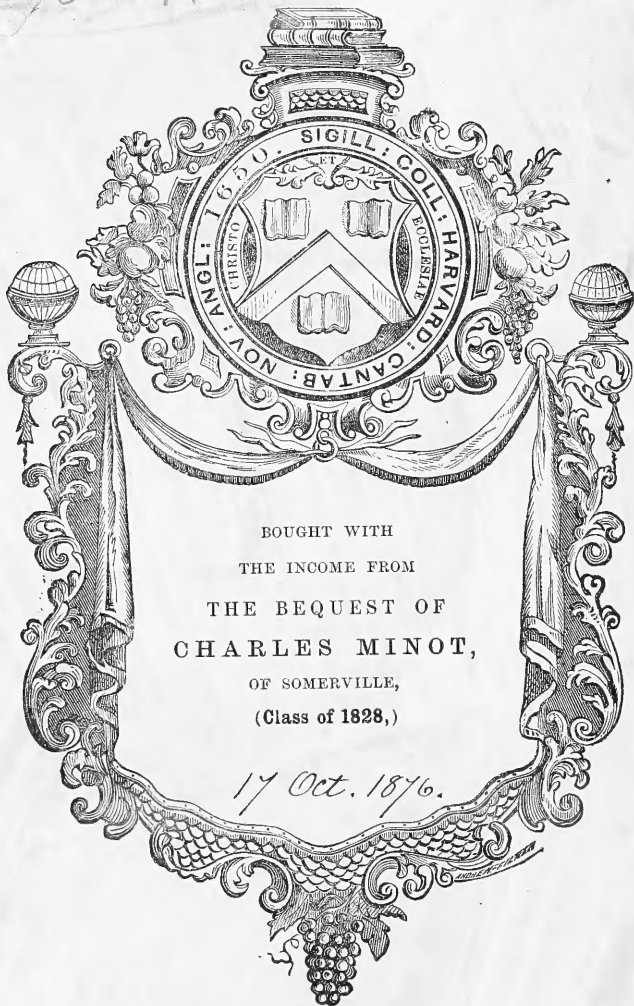 SIGILL: COLL: HARVARD: CANTAB: NOV: ANGL: 1650.
ET
CHRISTO
ECCLESIAE
BOUGHT WITH
THE INCOME FROM
THE BEQUEST OF
CHARLES MINOT,
OF SOMERVILLE,
(Class of 1828,)
17 Oct. 1876.